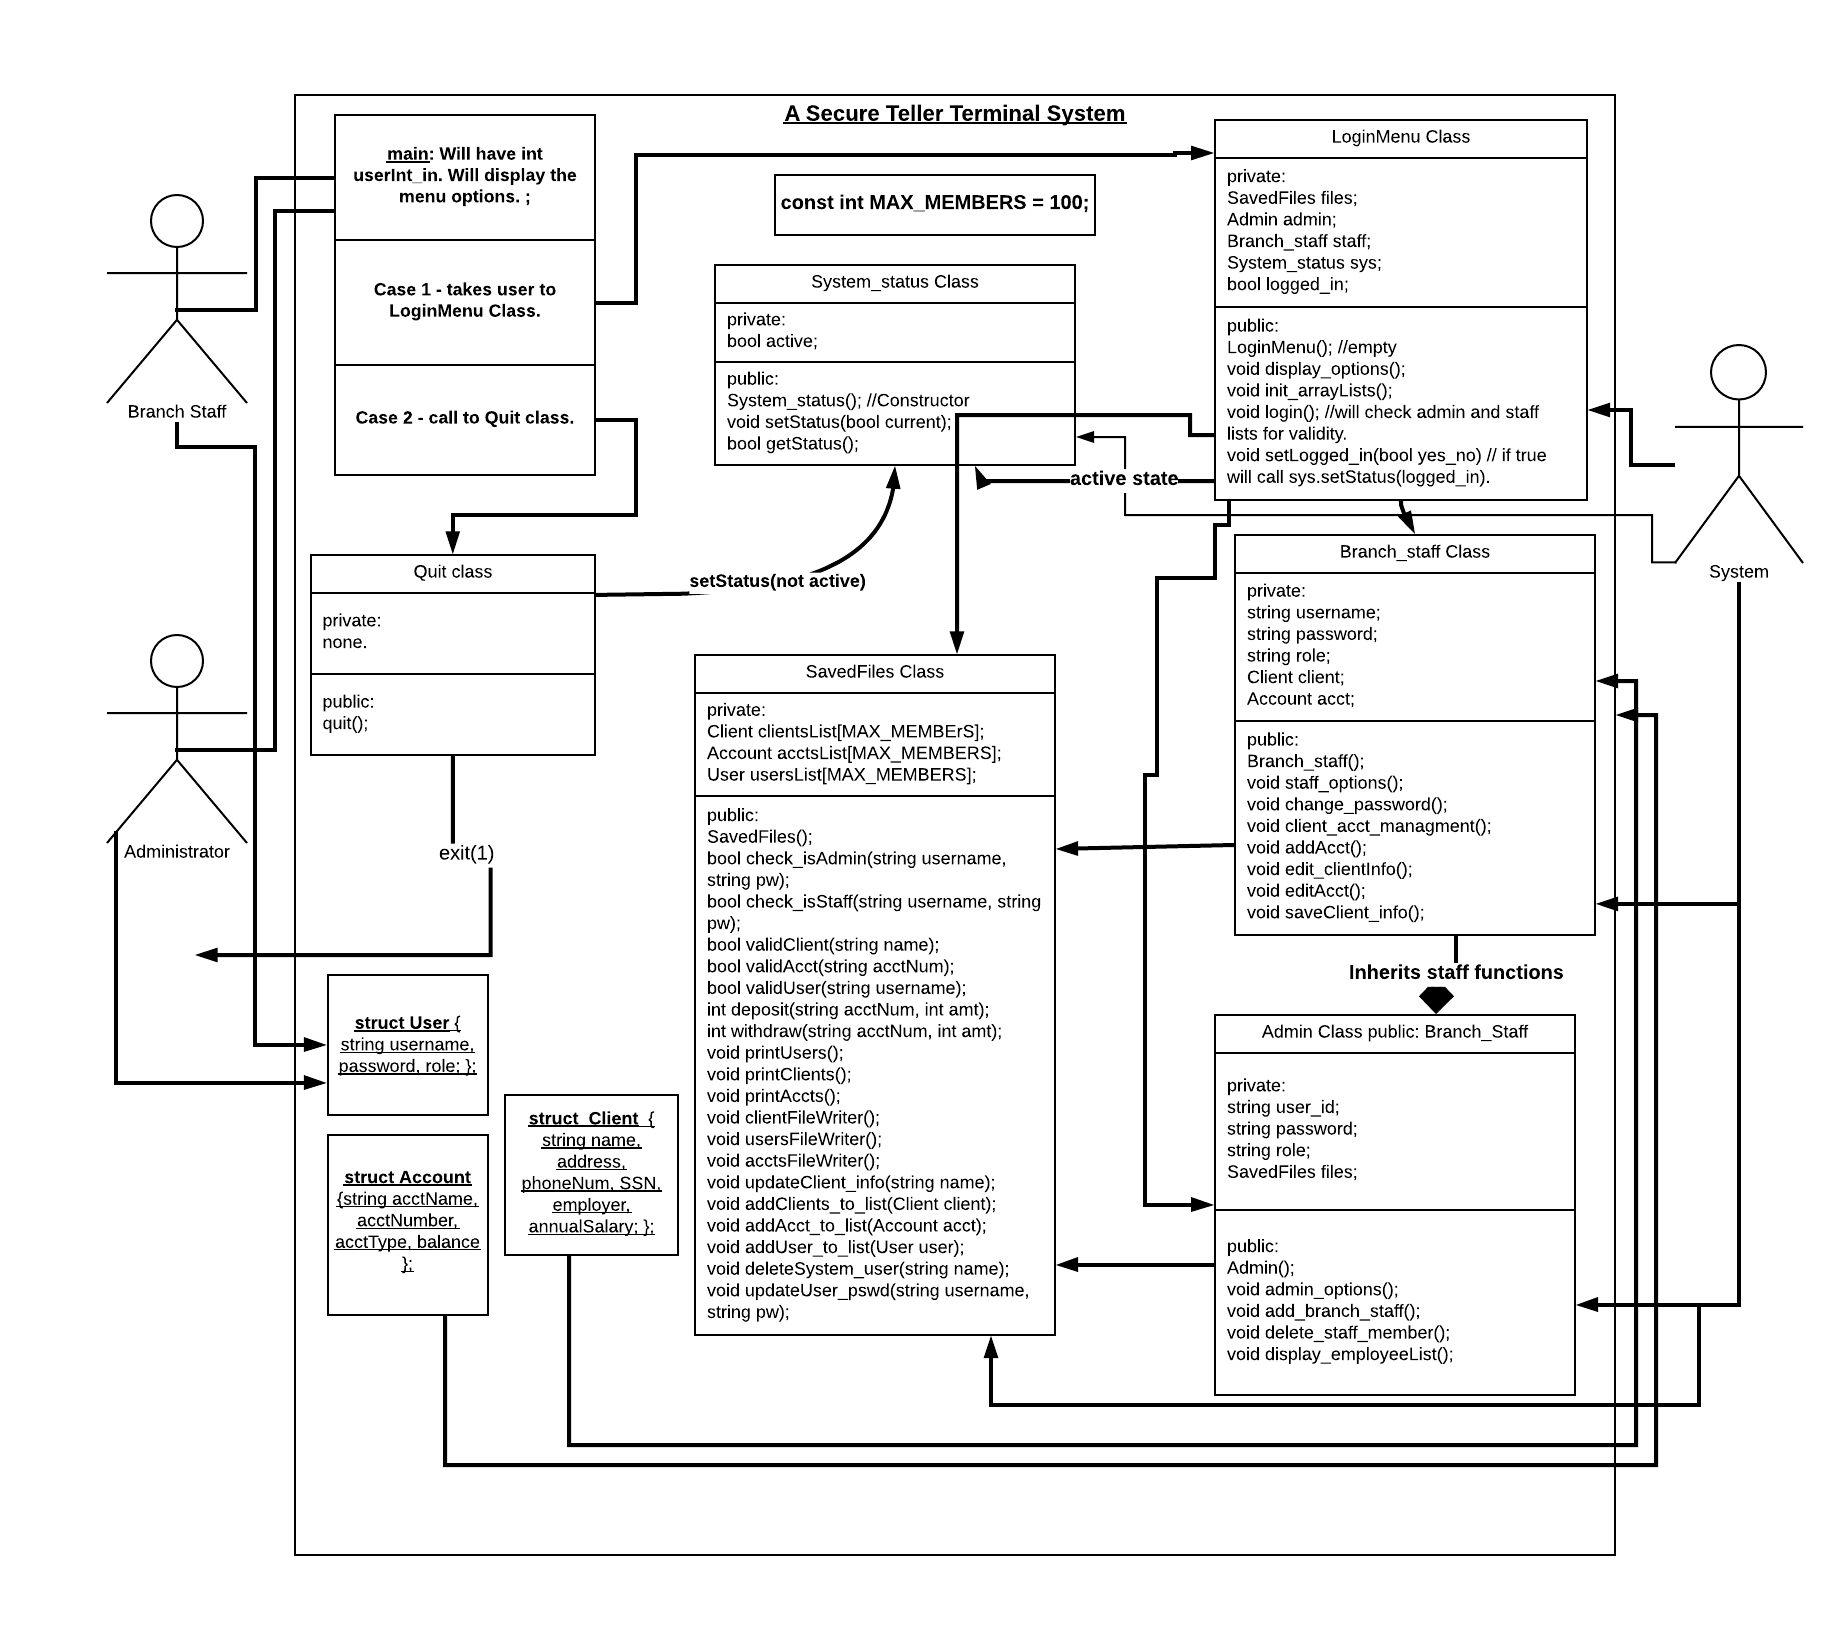 A Secure Teller Terminal System
main: Will have int
userInt_in. Will display the
menu options. ;
Case 1 - takes user to
LoginMenu Class.
Case 2 - call to Quit class.
const int MAX_MEMBERS = 100;
LoginMenu Class
private:
SavedFiles files;
Admin admin;
Branch_staff staff;
System_status sys;
bool logged_in;
public:
LoginMenu(); //empty
void display_options();
void init_arrayLists();
void login(); //will check admin and staff
lists for validity.
void setLogged_in(bool yes_no) // if true
will call sys.setStatus(logged_in).
System_status Class
private:
bool active;
public:
System_status(); //Constructor
void setStatus(bool current);
bool getStatus();
active state
Branch Staff
System
Quit class
private:
none.
public:
quit();
setStatus(not active)
exit(1)
Administrator
Branch_staff Class
private:
string username;
string password;
string role;
Client client;
Account acct;
public:
Branch_staff();
void staff_options();
void change_password();
void client_acct_managment();
void addAcct();
void edit_clientInfo();
void editAcct();
void saveClient_info();
Inherits staff functions
SavedFiles Class
private:
Client clientsList[MAX_MEMBErS];
Account acctsList[MAX_MEMBERS];
User usersList[MAX_MEMBERS];
public:
SavedFiles();
bool check_isAdmin(string username,
string pw);
bool check_isStaff(string username, string
pw);
bool validClient(string name);
bool validAcct(string acctNum);
bool validUser(string username);
int deposit(string acctNum, int amt);
int withdraw(string acctNum, int amt);
void printUsers();
void printClients();
void printAccts();
void clientFileWriter();
void usersFileWriter();
void acctsFileWriter();
void updateClient_info(string name);
void addClients_to_list(Client client);
void addAcct_to_list(Account acct);
void addUser_to_list(User user);
void deleteSystem_user(string name);
void updateUser_pswd(string username,
string pw);
Admin Class public: Branch_Staff
private:
string user_id;
string password;
string role;
SavedFiles files;
public:
Admin();
void admin_options();
void add_branch_staff();
void delete_staff_member();
void display_employeeList();
struct User {
string username,
password, role; };
struct Client {
string name,
address,
phoneNum, SSN,
employer,
annualSalary; };
struct Account
{string acctName,
acctNumber,
acctType, balance
};